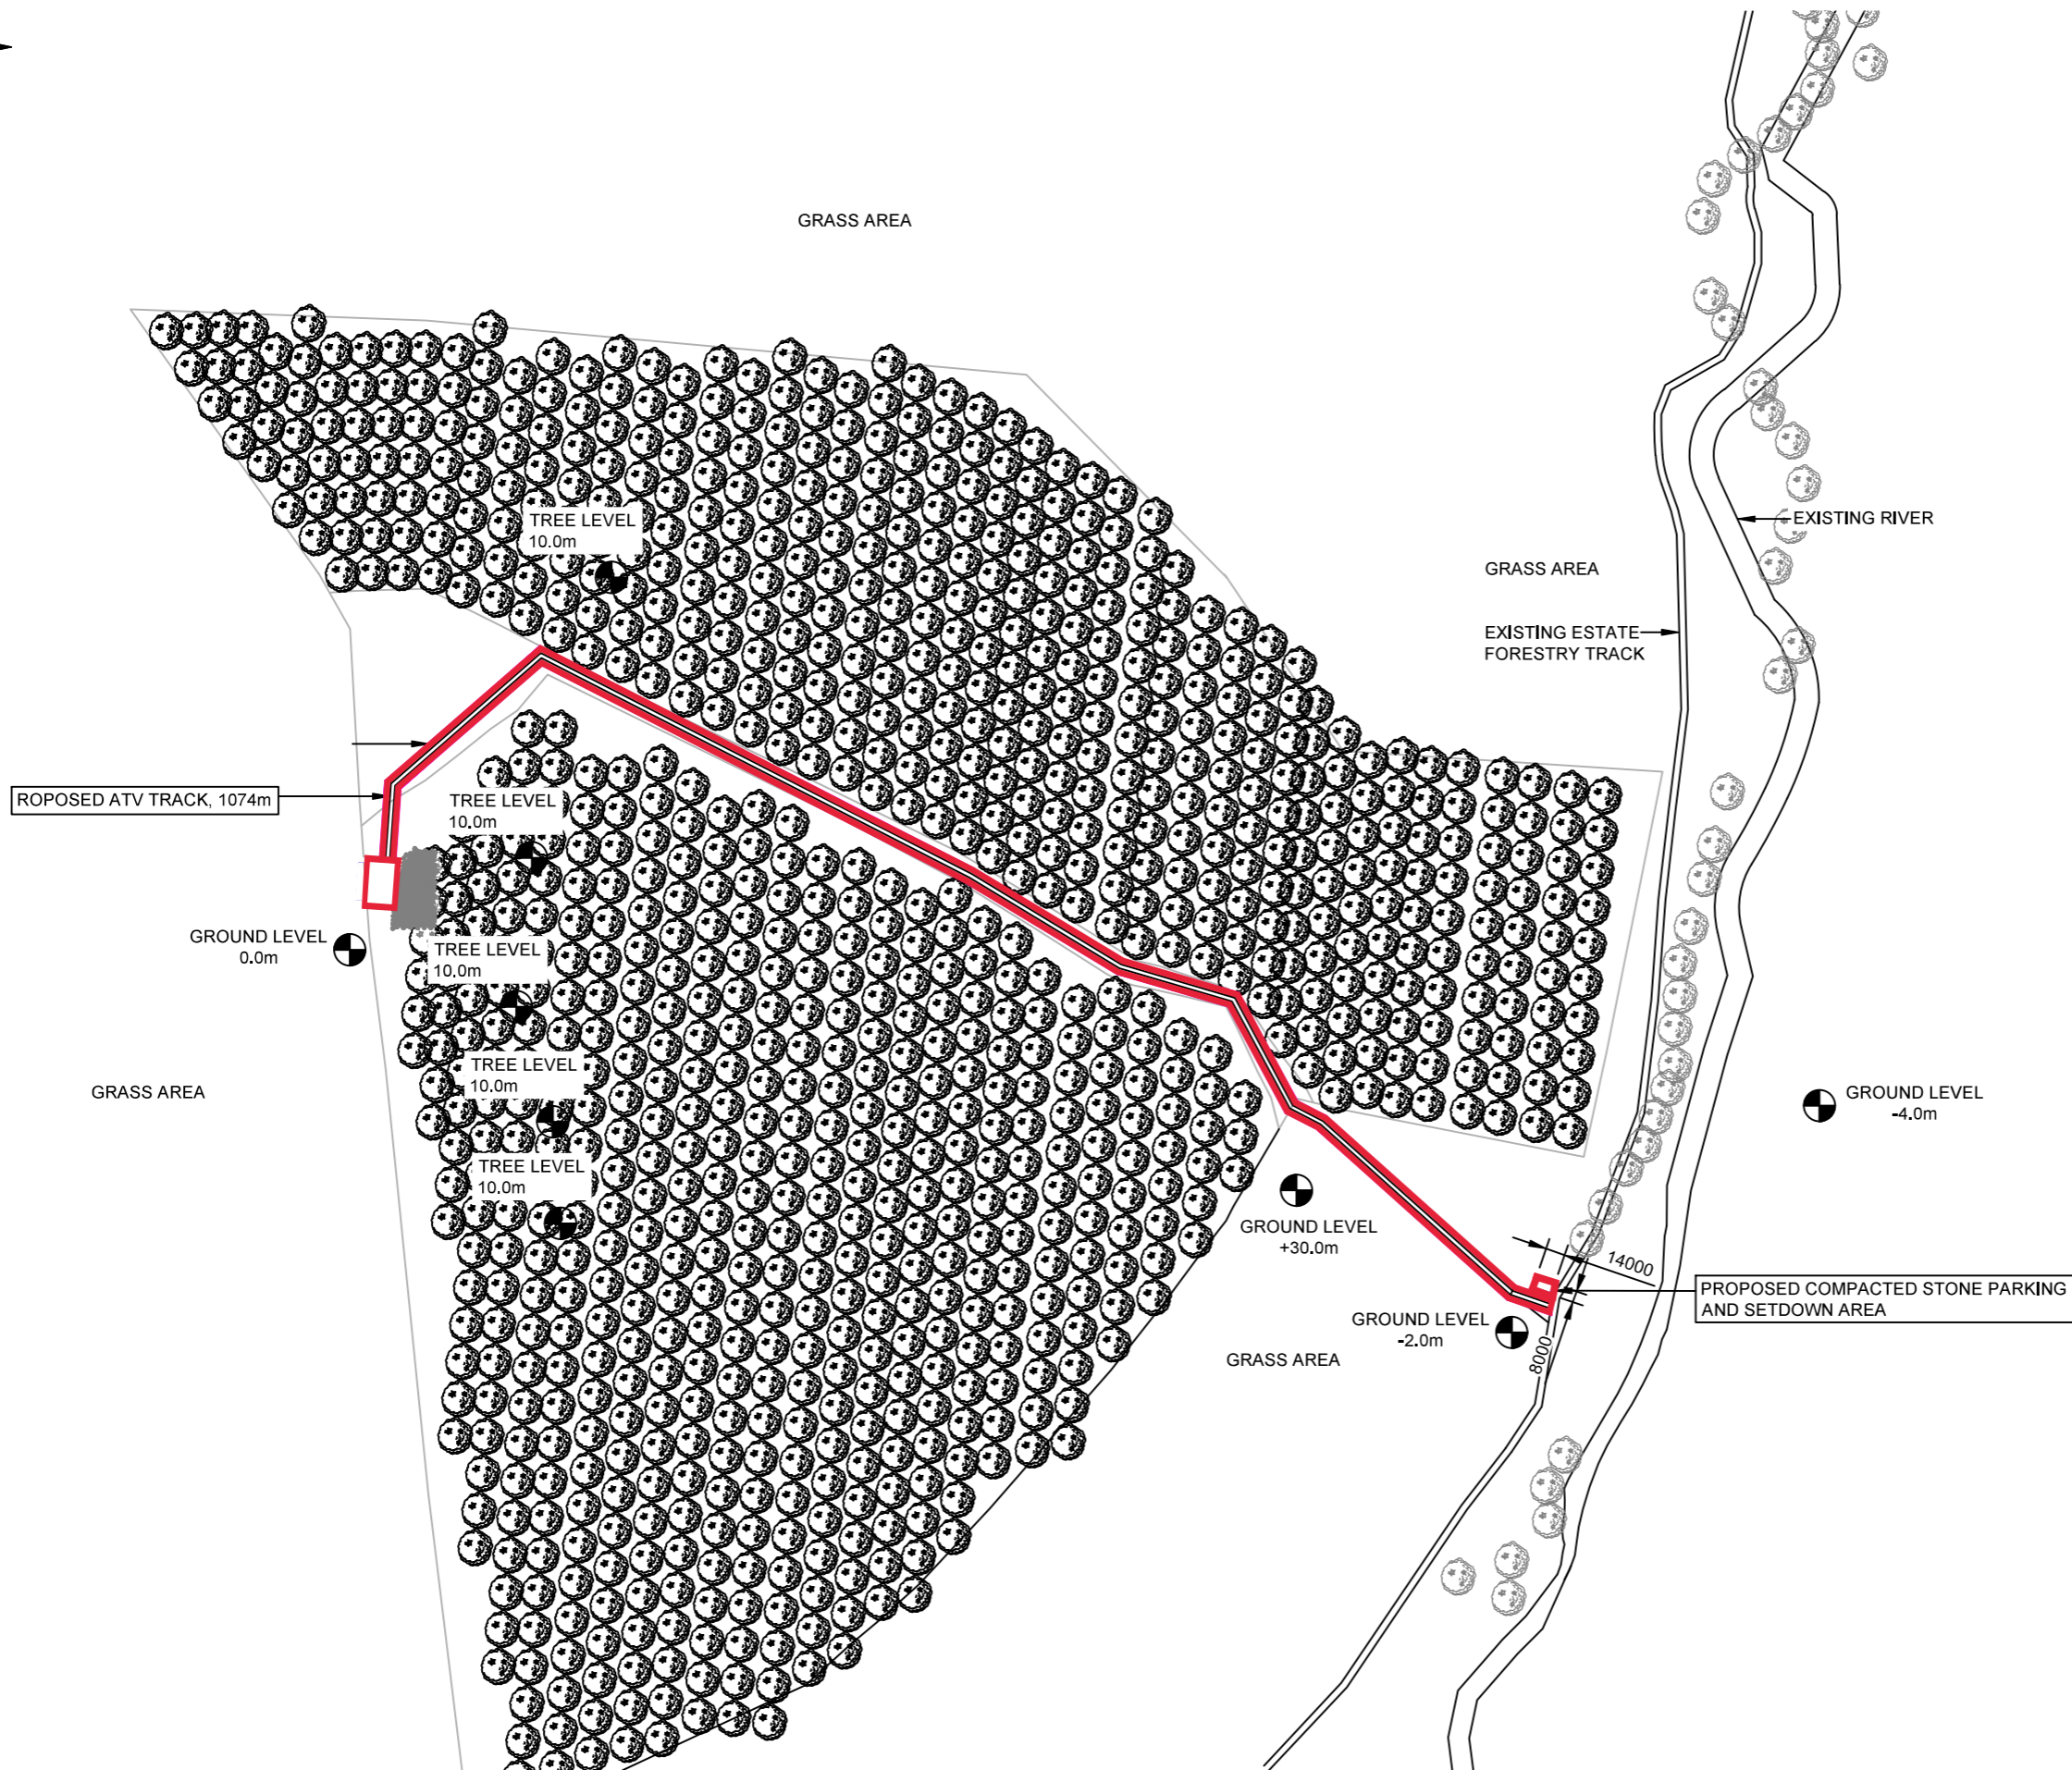 GRASS AREA
TREE LEVEL
10.0m
EXISTING RIVER
GRASS AREA
EXISTING ESTATE
FORESTRY TRACK
ROPOSED ATV TRACK, 1074m
TREE LEVEL
10.0m
GROUND LEVEL
0.0m
TREE LEVEL
10.0m
TREE LEVEL
10.0m
GRASS AREA
GROUND LEVEL
-4.0m
TREE LEVEL
10.0m
GROUND LEVEL
+30.0m
14000
PROPOSED COMPACTED STONE PARKING
AND SETDOWN AREA
GROUND LEVEL
-2.0m
8000
GRASS AREA